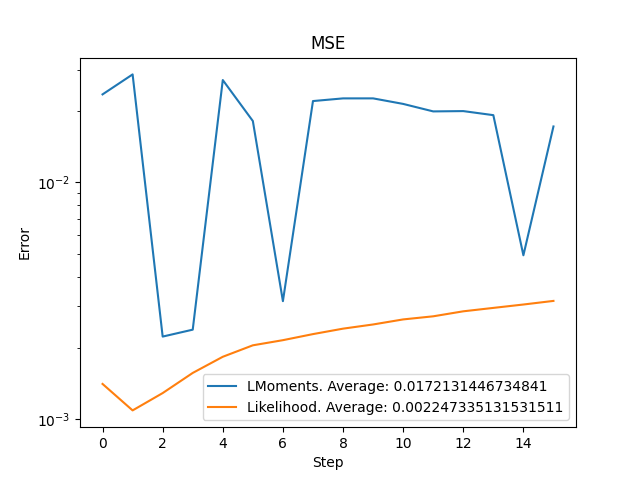 MSE
Error
10⁻²
10⁻³
LMoments. Average: 0.0172131446734841
Likelihood. Average: 0.002247335131531511
0 2 4 6 8 10 12 14
Step